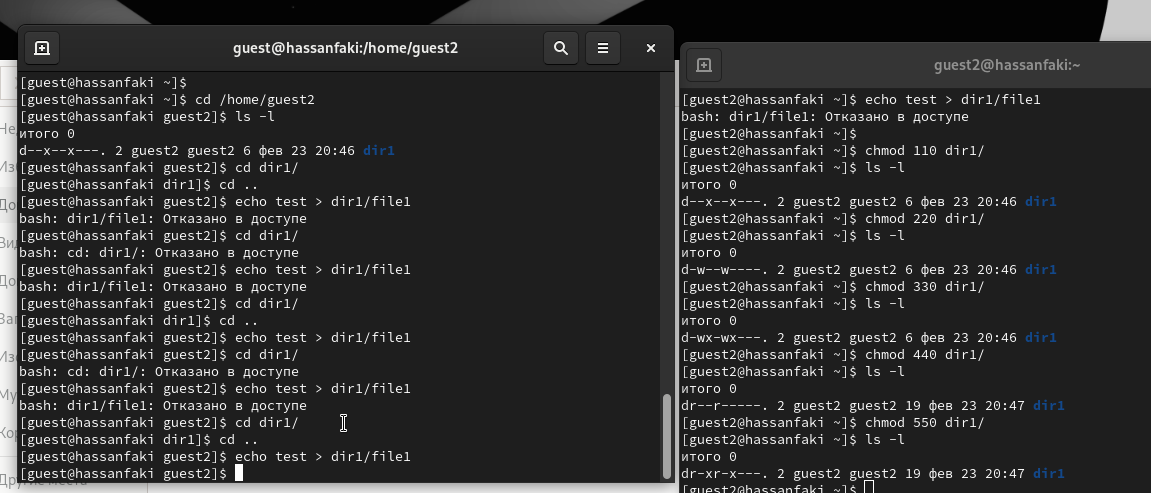 guest@hassanfaki:/home/guest2
[guest@hassanfaki ~]$
[guest@hassanfaki ~]$ cd /home/guest2
[guest@hassanfaki guest2]$ ls -l
итого 0
d--x--x---. 2 guest2 guest2 6 фев 23 20:46 dir1
[guest@hassanfaki guest2]$ cd dir1/
[guest@hassanfaki dir1]$ cd ..
[guest@hassanfaki guest2]$ echo test > dir1/file1
bash: dir1/file1: Отказано в доступе
[guest@hassanfaki guest2]$ cd dir1/
bash: cd: dir1/: Отказано в доступе
[guest@hassanfaki guest2]$ echo test > dir1/file1
bash: dir1/file1: Отказано в доступе
[guest@hassanfaki guest2]$ cd dir1/
[guest@hassanfaki dir1]$ cd ..
[guest@hassanfaki guest2]$ echo test > dir1/file1
[guest@hassanfaki guest2]$ cd dir1/
bash: cd: dir1/: Отказано в доступе
[guest@hassanfaki guest2]$ echo test > dir1/file1
bash: dir1/file1: Отказано в доступе
[guest@hassanfaki guest2]$ cd dir1/
[guest@hassanfaki dir1]$ cd ..
[guest@hassanfaki guest2]$ echo test > dir1/file1
[guest@hassanfaki guest2]$
guest2@hassanfaki:~
[guest2@hassanfaki ~]$ echo test > dir1/file1
bash: dir1/file1: Отказано в доступе
[guest2@hassanfaki ~]$
[guest2@hassanfaki ~]$ chmod 110 dir1/
[guest2@hassanfaki ~]$ ls -l
итого 0
d--x--x---. 2 guest2 guest2 6 фев 23 20:46 dir1
[guest2@hassanfaki ~]$ chmod 220 dir1/
[guest2@hassanfaki ~]$ ls -l
итого 0
d-w--w----. 2 guest2 guest2 6 фев 23 20:46 dir1
[guest2@hassanfaki ~]$ chmod 330 dir1/
[guest2@hassanfaki ~]$ ls -l
итого 0
d-wx-wx---. 2 guest2 guest2 6 фев 23 20:46 dir1
[guest2@hassanfaki ~]$ chmod 440 dir1/
[guest2@hassanfaki ~]$ ls -l
итого 0
dr--r-----. 2 guest2 guest2 19 фев 23 20:47 dir1
[guest2@hassanfaki ~]$ chmod 550 dir1/
[guest2@hassanfaki ~]$ ls -l
итого 0
dr-xr-x---. 2 guest2 guest2 19 фев 23 20:47 dir1
[guest2@hassanfaki ~]$